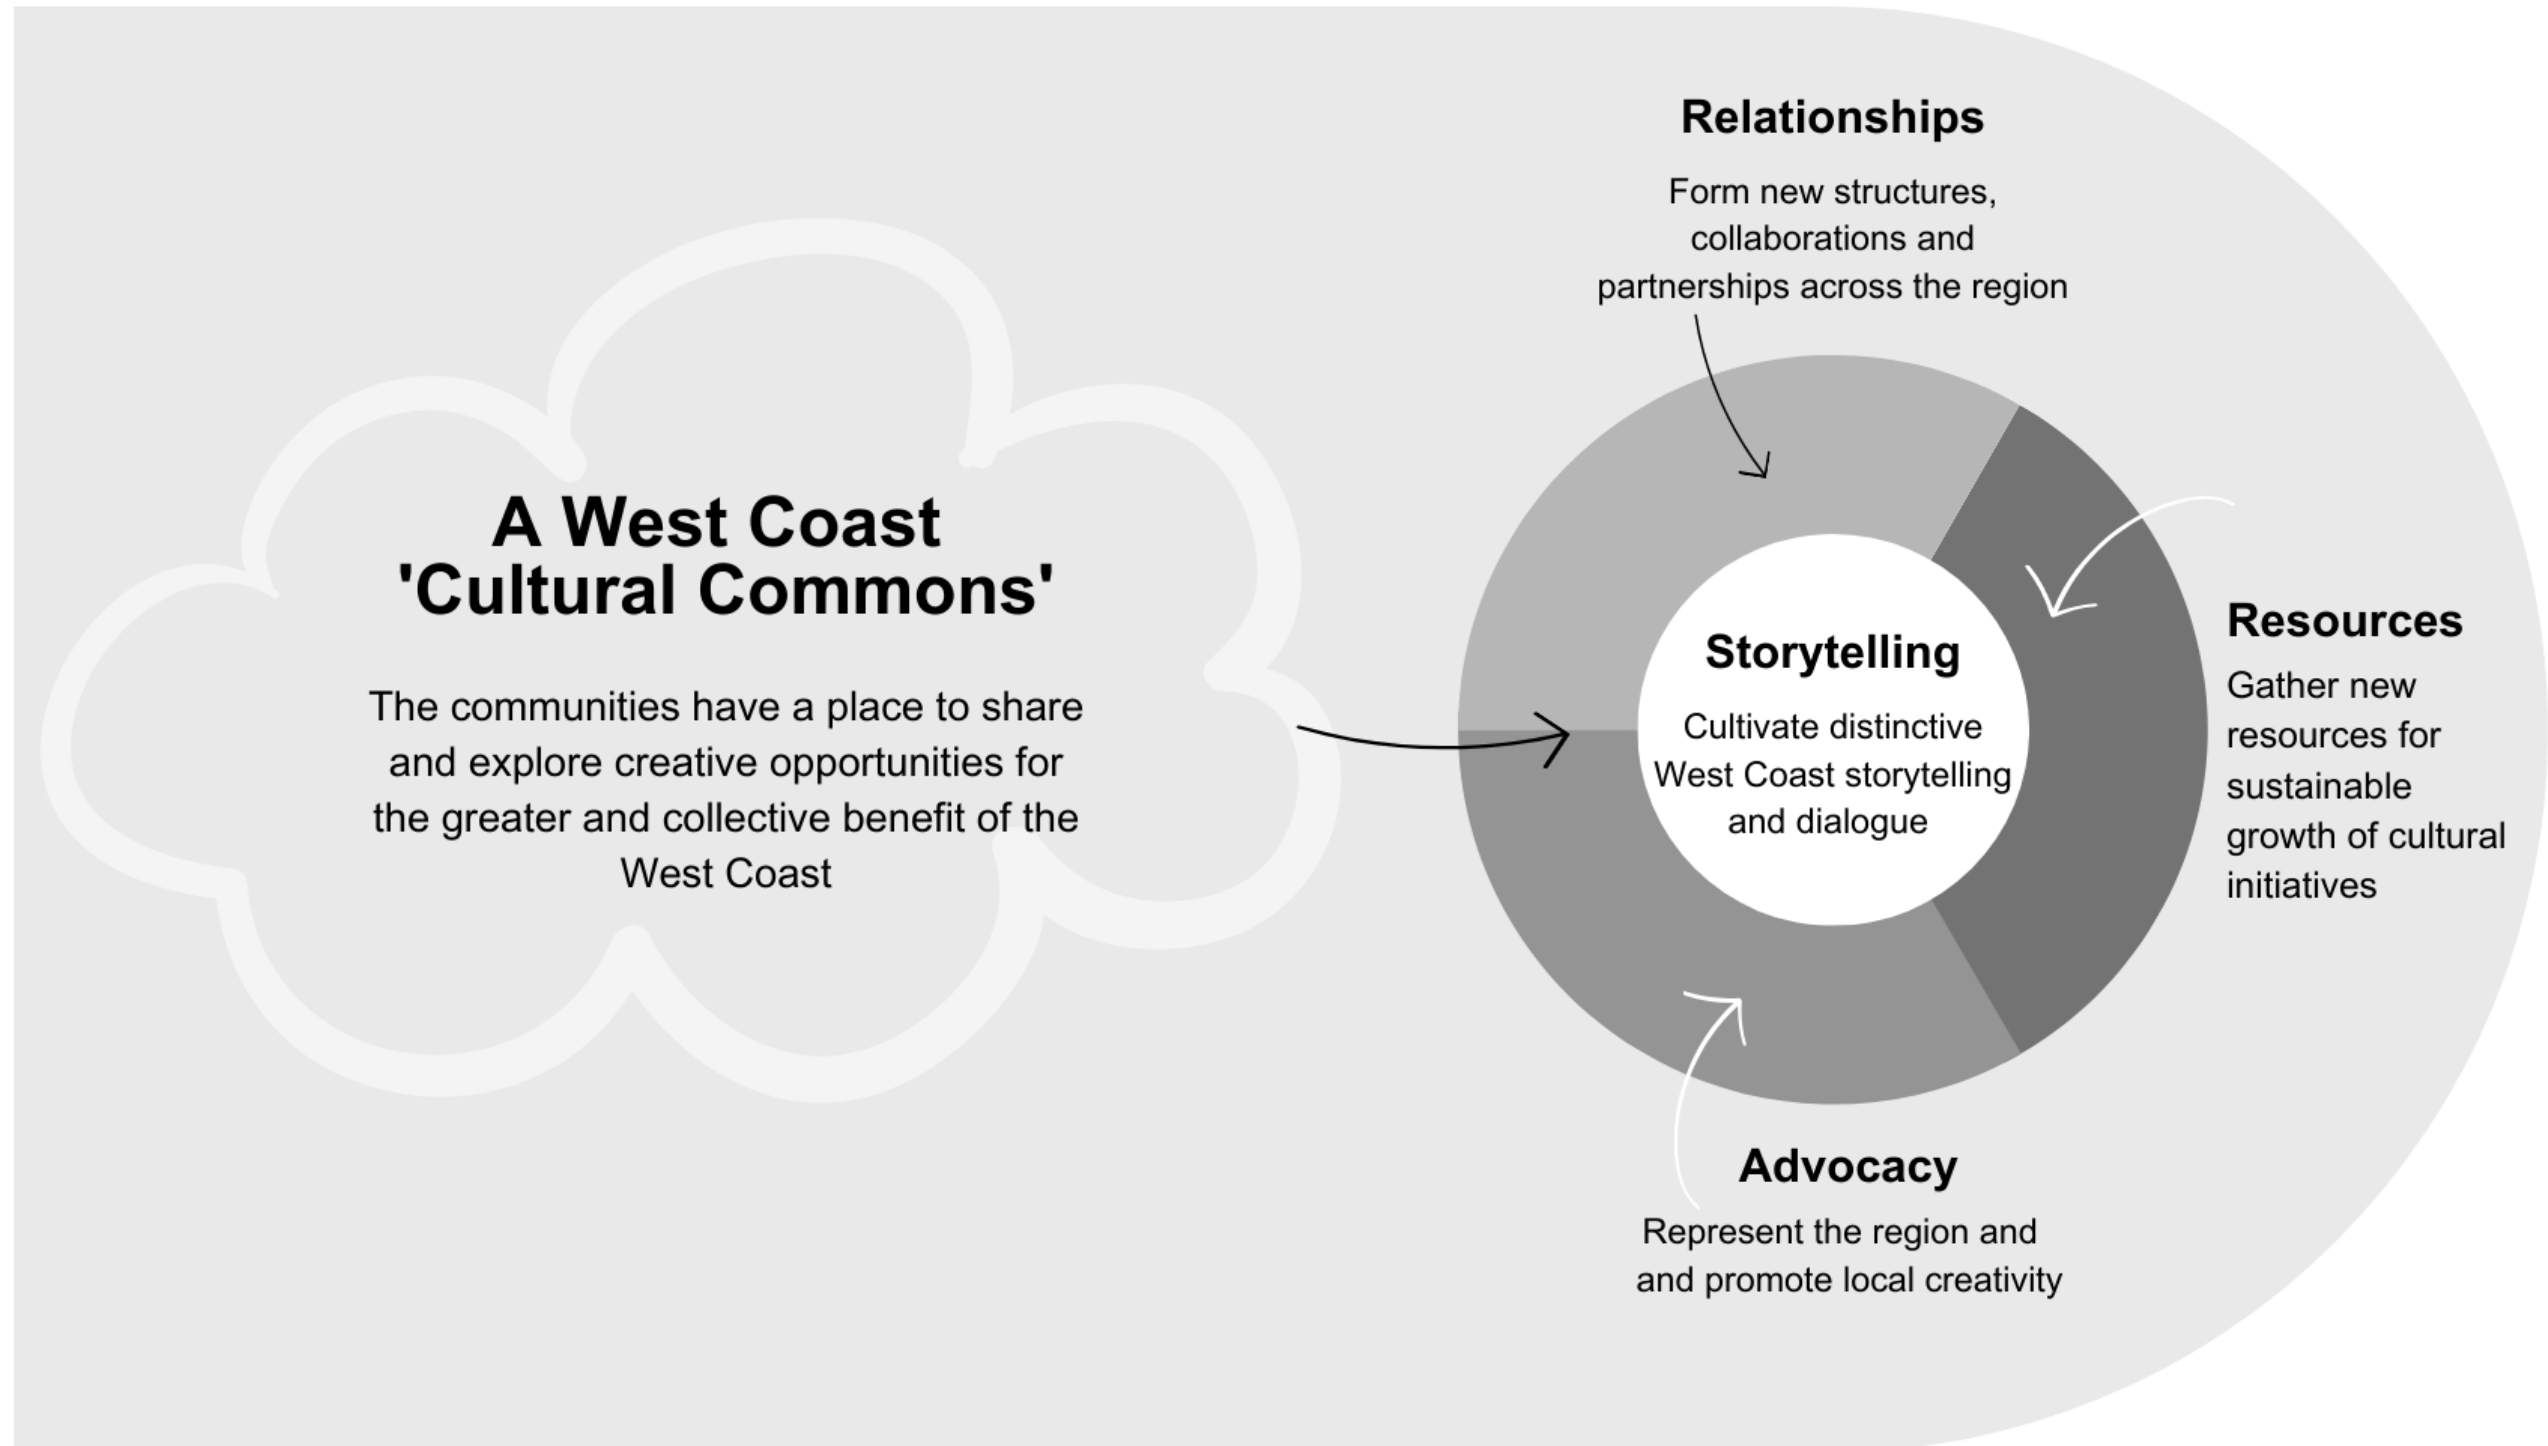 A West Coast
'Cultural Commons'
The communities have a place to share
and explore creative opportunities for
the greater and collective benefit of the
West Coast
Relationships
Form new structures,
collaborations and
partnerships across the region
Storytelling
Cultivate distinctive
West Coast storytelling
and dialogue
Resources
Gather new
resources for
sustainable
growth of cultural
initiatives
Advocacy
Represent the region and
and promote local creativity